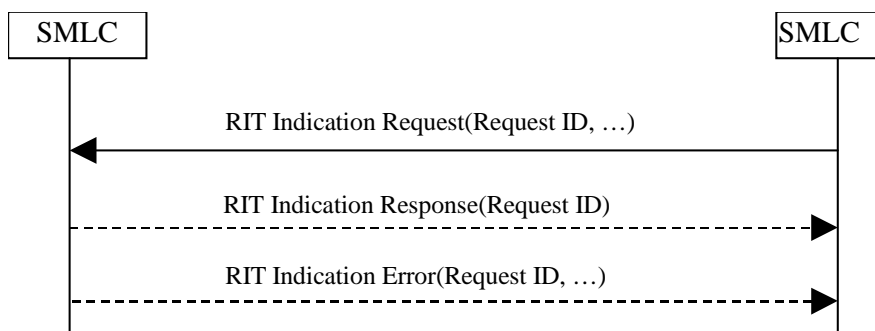 SMLC
SMLC
RIT Indication Request(Request ID, …)
RIT Indication Response(Request ID)
RIT Indication Error(Request ID, …)